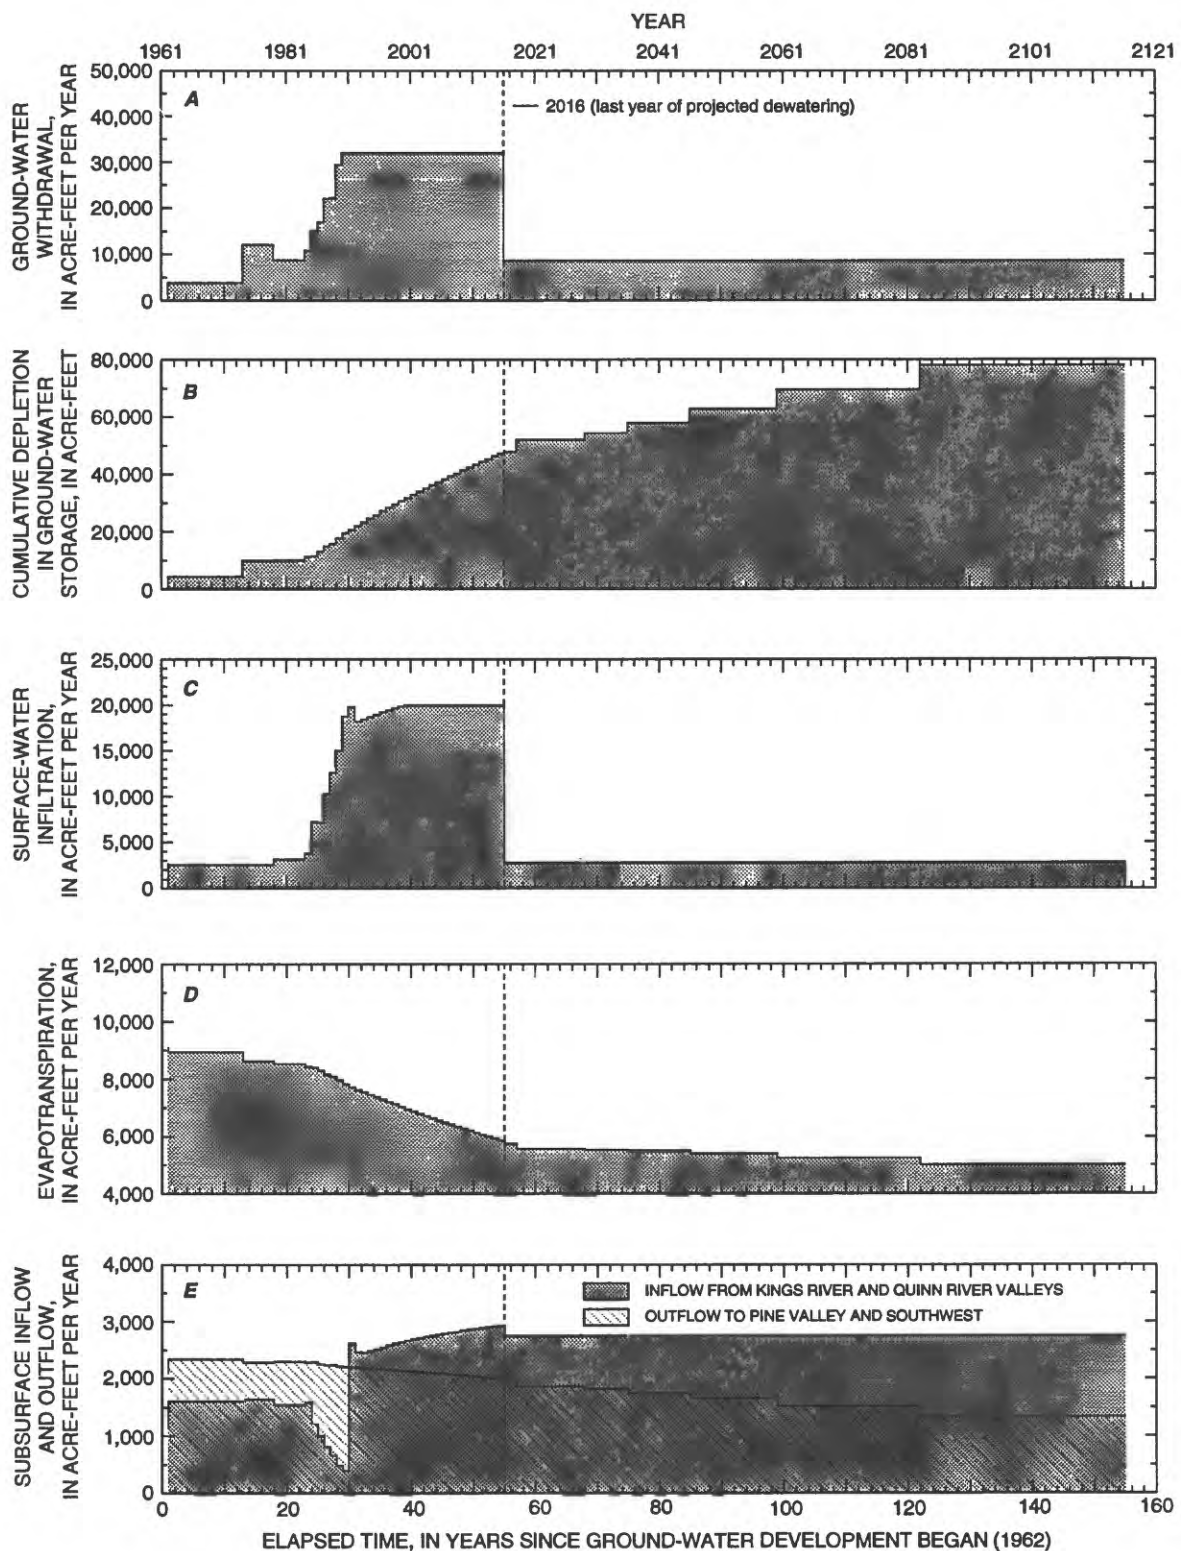 YEAR
1961 1981 2001 2021 2041 2061 2081 2101 2121
GROUND-WATER
WITHDRAWAL,
IN ACRE-FEET PER YEAR
50,000
40,000
30,000
20,000
10,000
0
A
2016 (last year of projected dewatering)
CUMULATIVE DEPLETION
IN GROUND-WATER
STORAGE, IN ACRE-FEET
80,000
60,000
40,000
20,000
0
B
SURFACE-WATER
INFILTRATION,
IN ACRE-FEET PER YEAR
25,000
20,000
15,000
10,000
5,000
0
C
EVAPOTRANSPIRATION,
IN ACRE-FEET PER YEAR
12,000
10,000
8,000
6,000
4,000
D
SUBSURFACE INFLOW
AND OUTFLOW,
IN ACRE-FEET PER YEAR
4,000
3,000
2,000
1,000
0
E
INFLOW FROM KINGS RIVER AND QUINN RIVER VALLEYS
OUTFLOW TO PINE VALLEY AND SOUTHWEST
0 20 40 60 80 100 120 140 160
ELAPSED TIME, IN YEARS SINCE GROUND-WATER DEVELOPMENT BEGAN (1962)